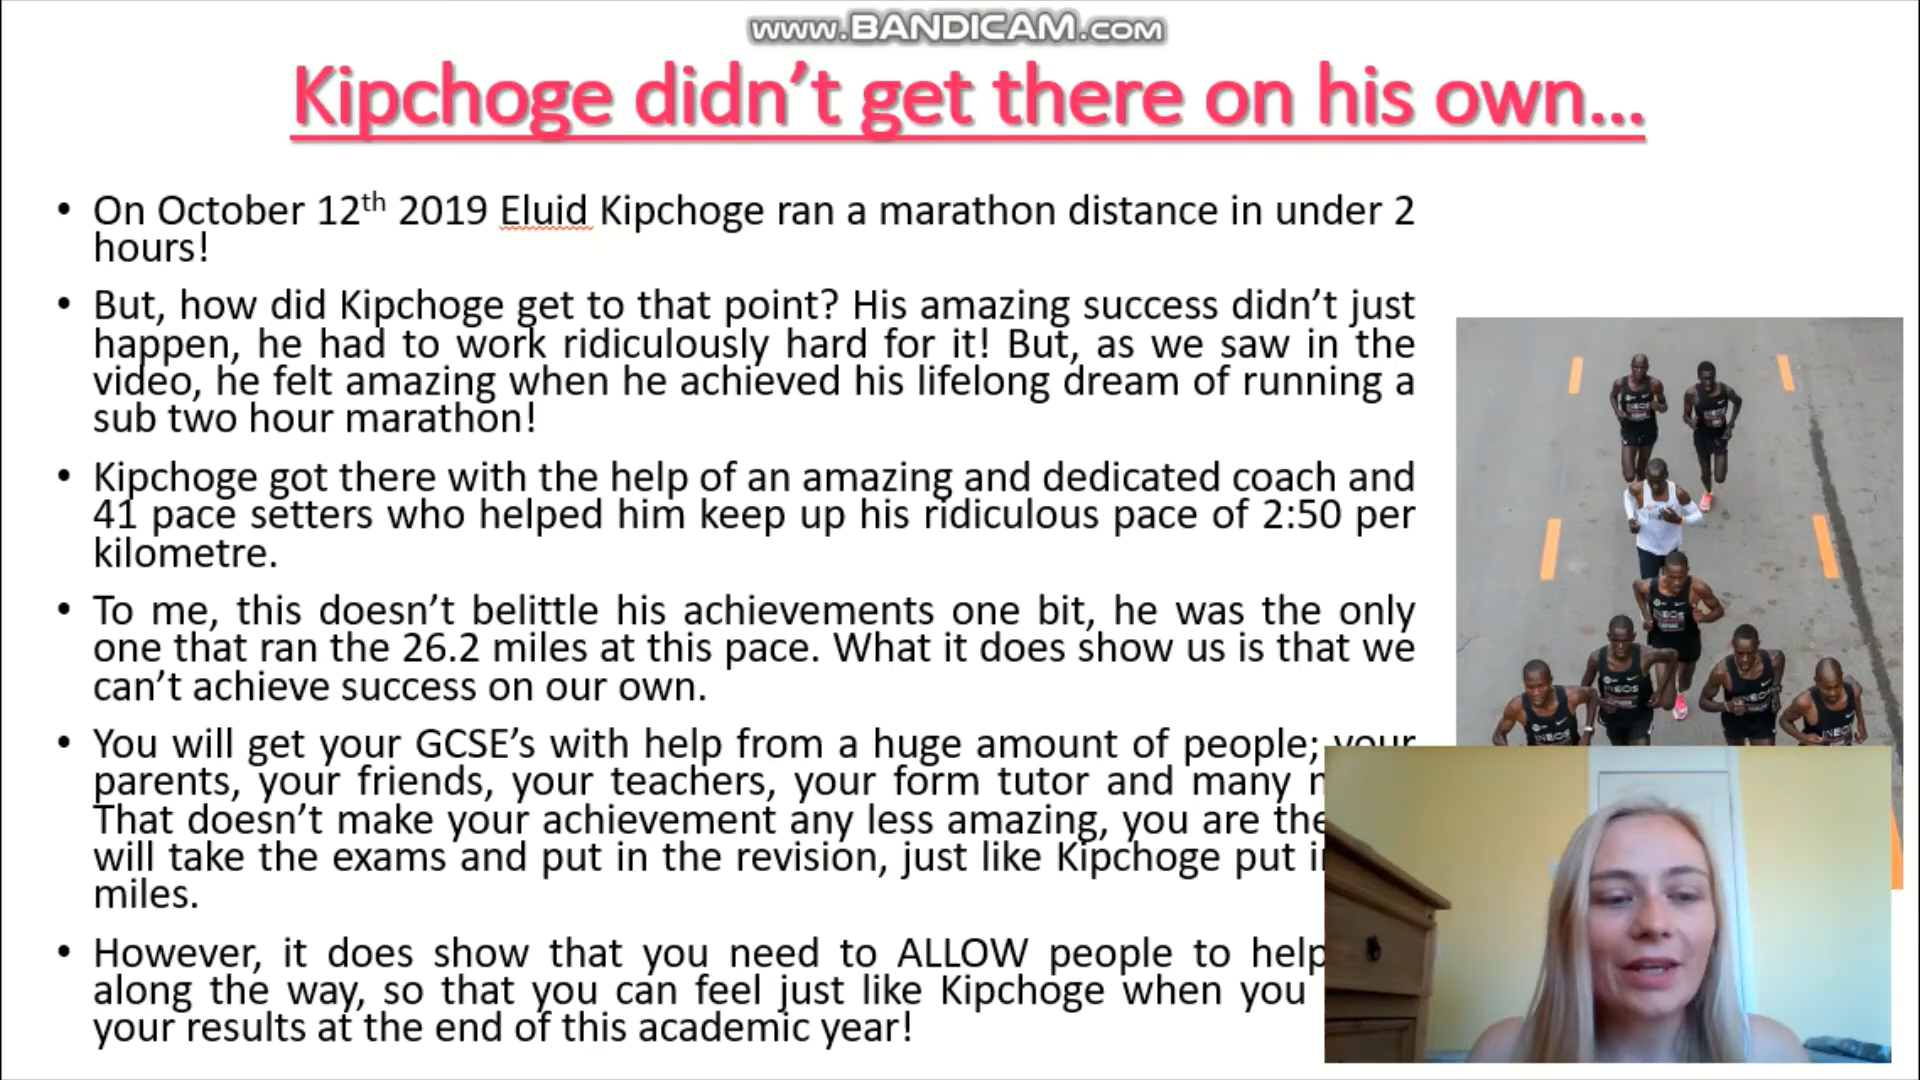 www.BANDICAM.com
Kipchoge didn’t get there on his own...
• On October 12th 2019 Eluid Kipchoge ran a marathon distance in under 2
hours!
• But, how did Kipchoge get to that point? His amazing success didn’t just
happen, he had to work ridiculously hard for it! But, as we saw in the
video, he felt amazing when he achieved his lifelong dream of running a
sub two hour marathon!
• Kipchoge got there with the help of an amazing and dedicated coach and
41 pace setters who helped him keep up his ridiculous pace of 2:50 per
kilometre.
• To me, this doesn’t belittle his achievements one bit, he was the only
one that ran the 26.2 miles at this pace. What it does show us is that we
can’t achieve success on our own.
• You will get your GCSE’s with help from a huge amount of people; your
parents, your friends, your teachers, your form tutor and many
That doesn’t make your achievement any less amazing, you are
will take the exams and put in the revision, just like Kipchoge put
miles.
• However, it does show that you need to ALLOW people to help
along the way, so that you can feel just like Kipchoge when you
your results at the end of this academic year!
INEOS
INEOS
INEOS
INEOS
INEOS
INEOS